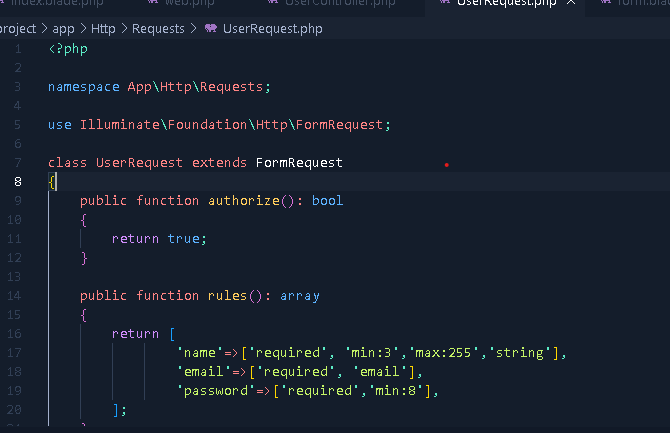 index.blade.php web.php UserController.php UserRequest.php × form.blad
project > app > Http > Requests > UserRequest.php
1 <?php
2
3 namespace App\Http\Requests;
4
5 use Illuminate\Foundation\Http\FormRequest;
6
7 class UserRequest extends FormRequest
8 {
9 public function authorize(): bool
10 {
11 return true;
12 }
13
14 public function rules(): array
15 {
16 return [
17 'name'=>['required', 'min:3','max:255','string'],
18 'email'=>['required', 'email'],
19 'password'=>['required','min:8'],
20 ];
21 }